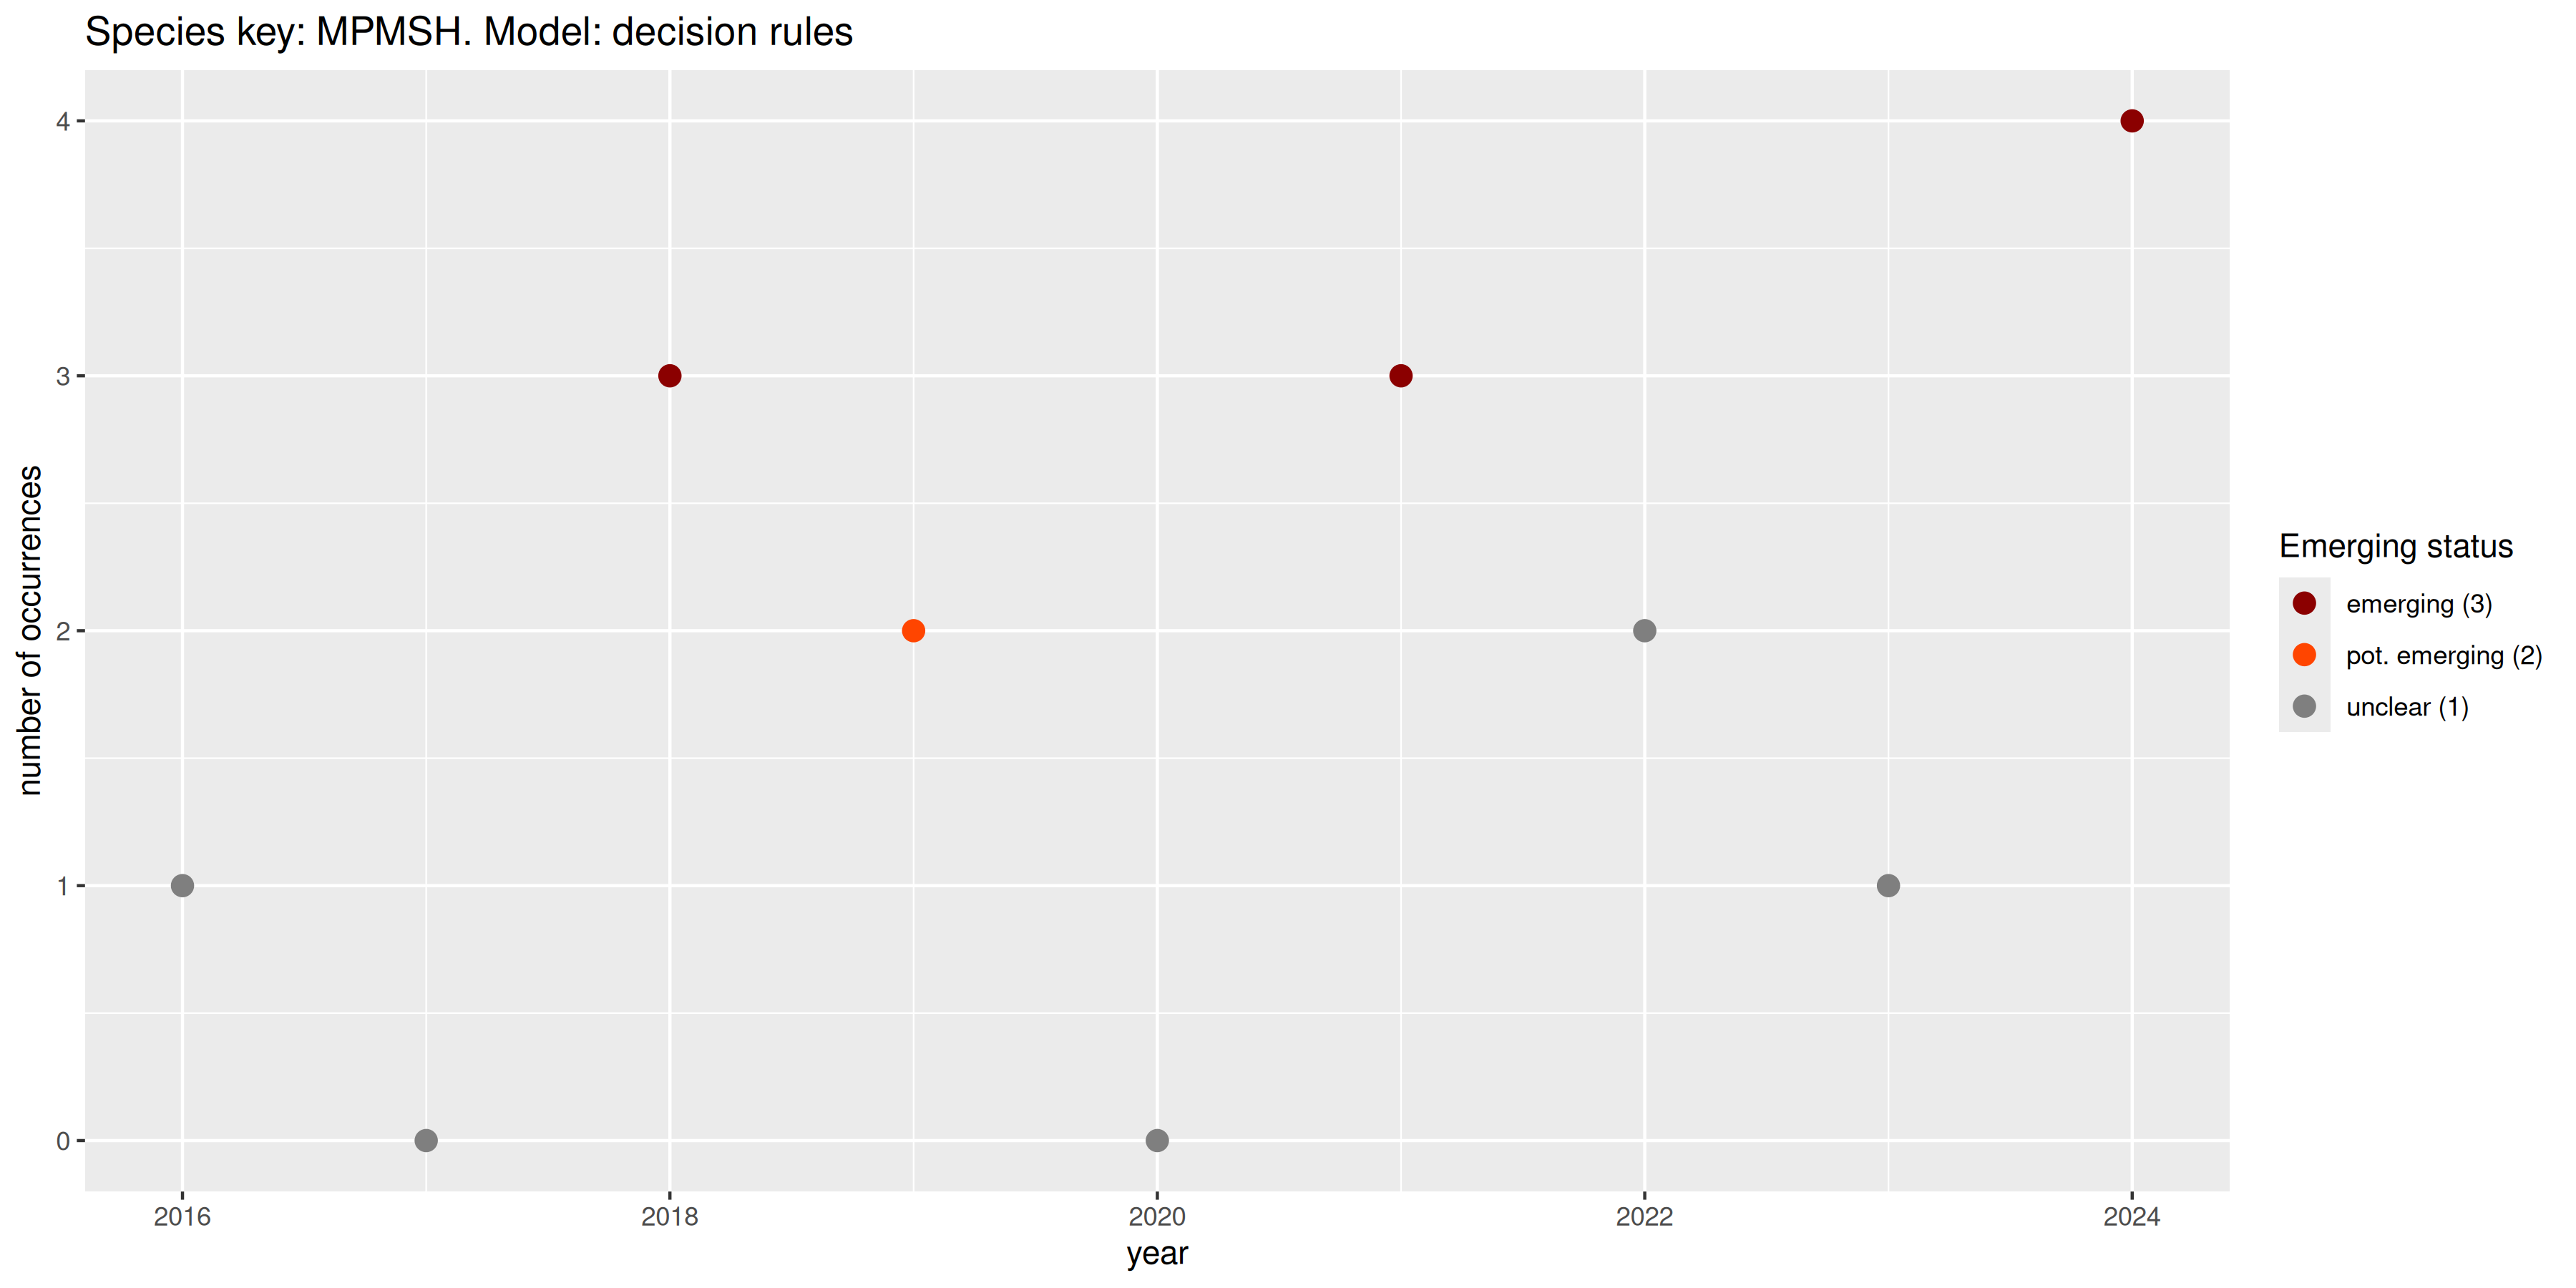 Species key: MPMSH. Model: decision rules
number of occurrences
4
3
2
1
0
2016 2018 2020 2022 2024
year
Emerging status
emerging (3)
pot. emerging (2)
unclear (1)